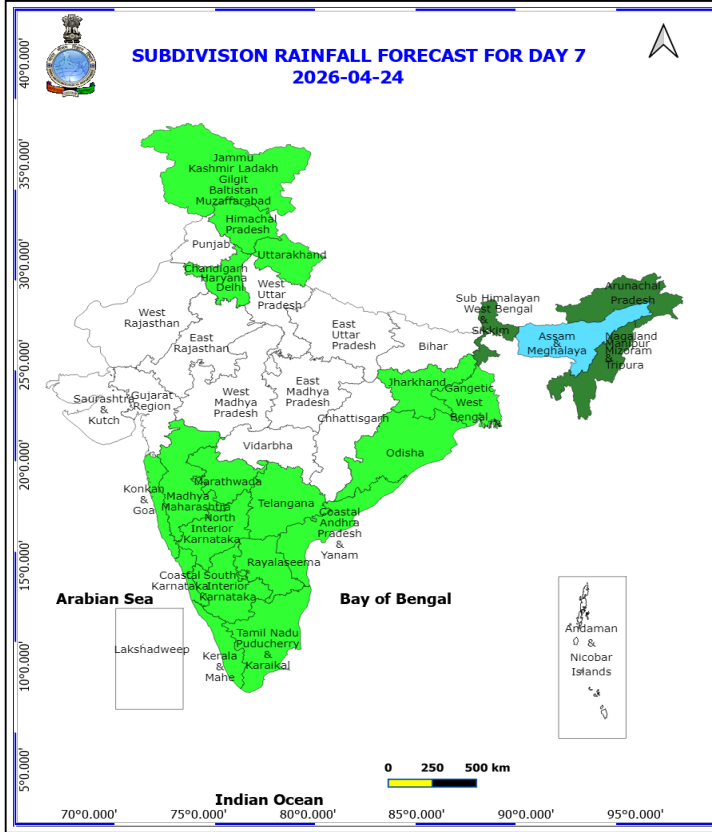 SUBDIVISION RAINFALL FORECAST FOR DAY 7
2026-04-24
40°0.000'
35°0.000'
30°0.000'
25°0.000'
20°0.000'
15°0.000'
10°0.000'
5°0.000'
Jammu
Kashmir Ladakh
Gilgit
Baltistan
Muzaffarabad
Himachal
Pradesh
Punjab
Uttarakhand
Chandigarh
Haryana
Delhi
West
Uttar
Pradesh
West
Rajasthan
East
Rajasthan
East
Uttar
Pradesh
Bihar
Sub Himalayan
West Bengal
&
Sikkim
Arunachal
Pradesh
Assam
&
Meghalaya
Nagaland
Manipur
Mizoram
&
Tripura
Saurashtra
&
Kutch
Gujarat
Region
West
Madhya
Pradesh
East
Madhya
Pradesh
Jharkhand
Gangetic
West
Bengal
Chhattisgarh
Vidarbha
Odisha
Konkan
&
Goa
Madhya
Maharashtra
Marathwada
Telangana
North
Interior
Karnataka
Coastal
Andhra
Pradesh
&
Yanam
Rayalaseema
Coastal
Karnataka
South
Interior
Karnataka
Arabian Sea
Bay of Bengal
Lakshadweep
Kerala
&
Mahe
Tamil Nadu
Puducherry
&
Karaikal
Andaman
&
Nicobar
Islands
0 250 500 km
Indian Ocean
70°0.000' 75°0.000' 80°0.000' 85°0.000' 90°0.000' 95°0.000'